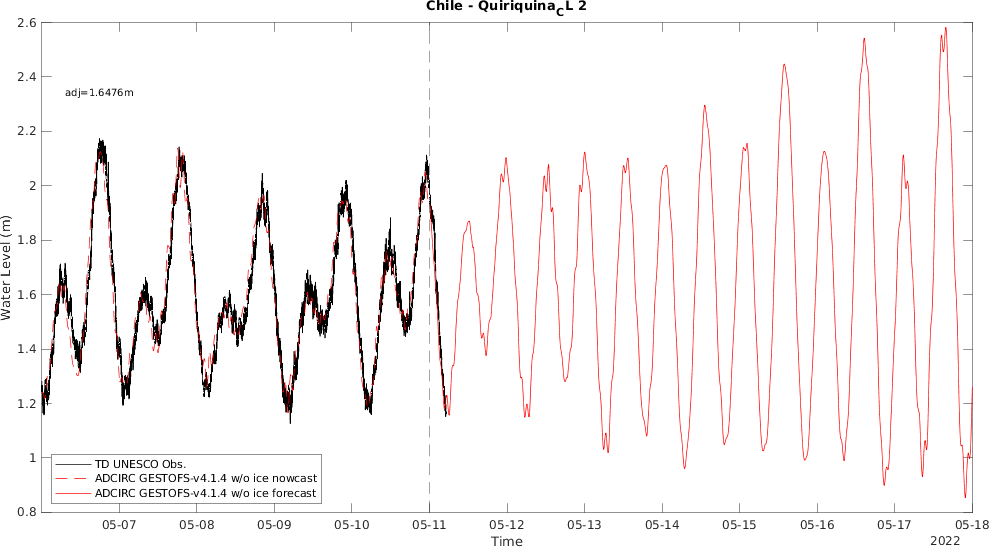 Chile - Quiriquina_CL 2
2.6
2.4
adj=1.6476m
2.2
2
1.8
Water Level (m)
1.6
1.4
1.2
1
0.8
TD UNESCO Obs.
ADCIRC GESTOFS-v4.1.4 w/o ice nowcast
ADCIRC GESTOFS-v4.1.4 w/o ice forecast
05-07 05-08 05-09 05-10 05-11 05-12 05-13 05-14 05-15 05-16 05-17 05-18
Time
2022